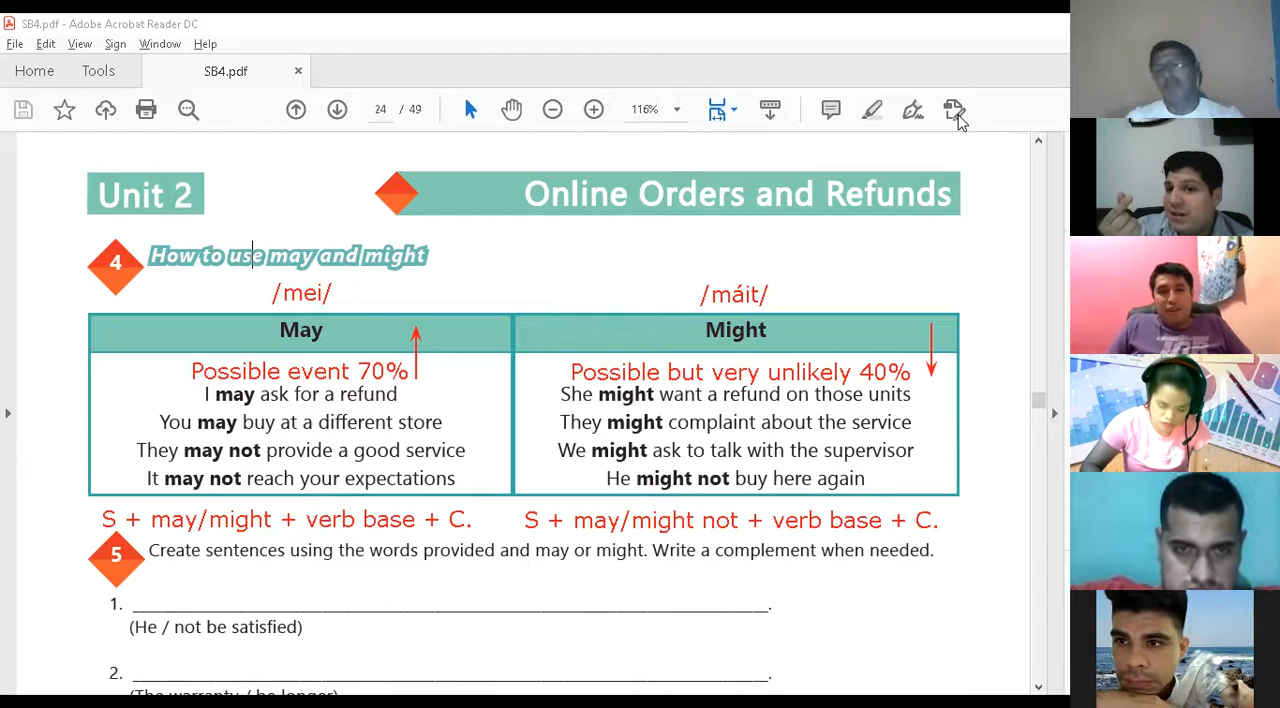 SB4.pdf - Adobe Acrobat Reader DC
File Edit View Sign Window Help
Home Tools SB4.pdf ×
24 / 49 116%
Unit 2 Online Orders and Refunds
4 How to use may and might
/mei/ /máit/
May Might
Possible event 70% Possible but very unlikely 40%
I may ask for a refund She might want a refund on those units
You may buy at a different store They might complaint about the service
They may not provide a good service We might ask to talk with the supervisor
It may not reach your expectations He might not buy here again
S + may/might + verb base + C. S + may/might not + verb base + C.
5 Create sentences using the words provided and may or might. Write a complement when needed.
1. ______________________________.
(He / not be satisfied)
2. ______________________________.
(The warranty / be longer)